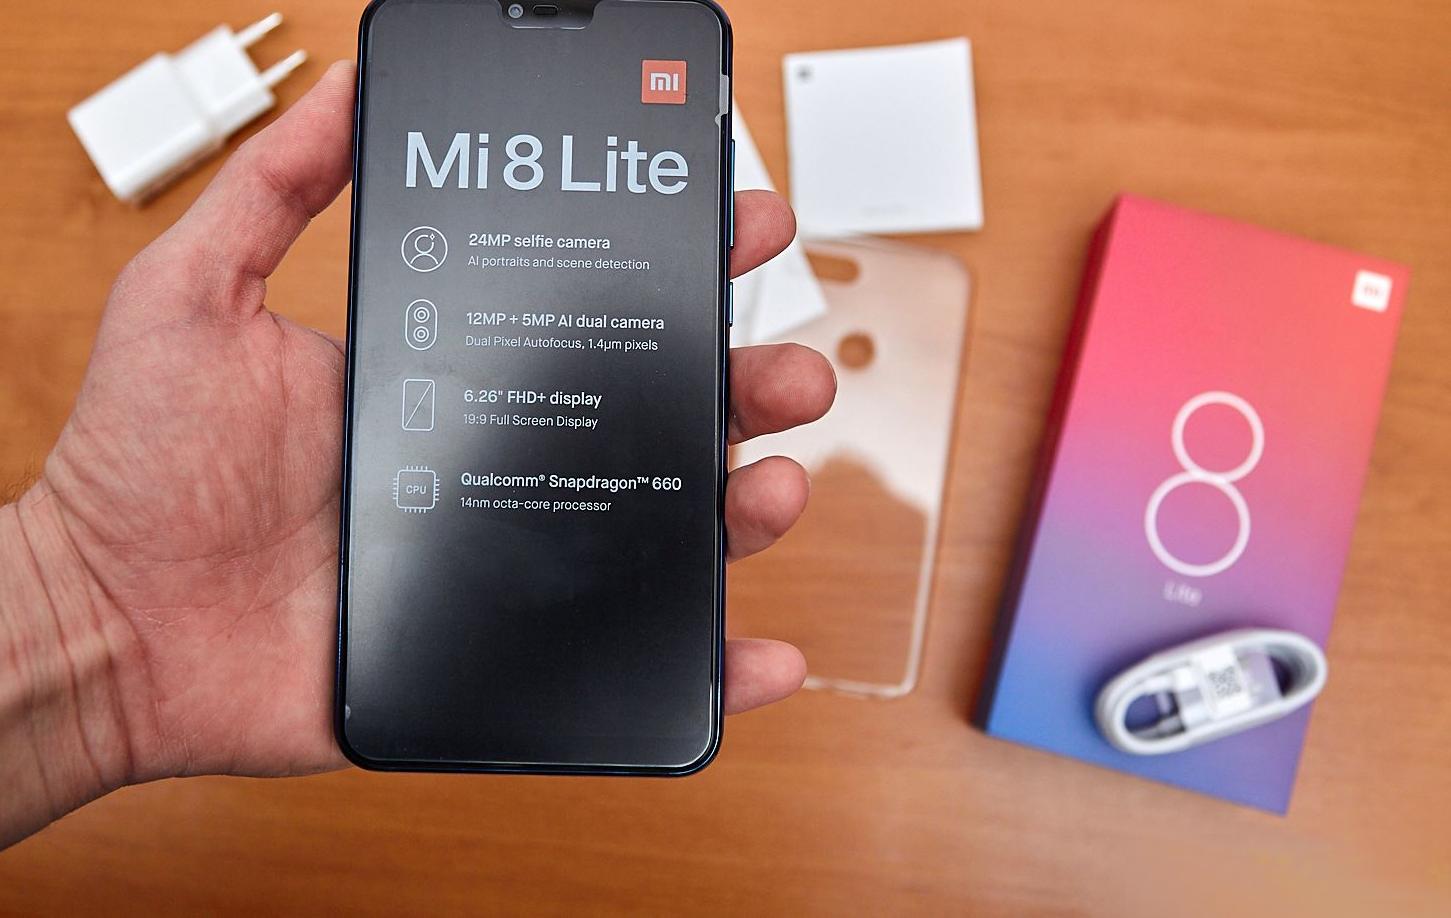 mi
Mi 8 Lite
24MP selfie camera
AI portraits and scene detection
12MP + 5MP AI dual camera
Dual Pixel Autofocus, 1.4μm pixels
6.26" FHD+ display
19:9 Full Screen Display
CPU
Qualcomm® Snapdragon™ 660
14nm octa-core processor
mi
8
Lite